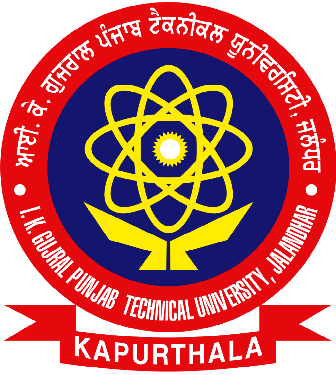 ਆਈ. ਕੇ. ਗੁਜਰਾਲ ਪੰਜਾਬ ਟੈਕਨੀਕਲ ਯੂਨੀਵਰਸਿਟੀ, ਜਲੰਧਰ
I. K. GUJRAL PUNJAB TECHNICAL UNIVERSITY, JALANDHAR
KAPURTHALA